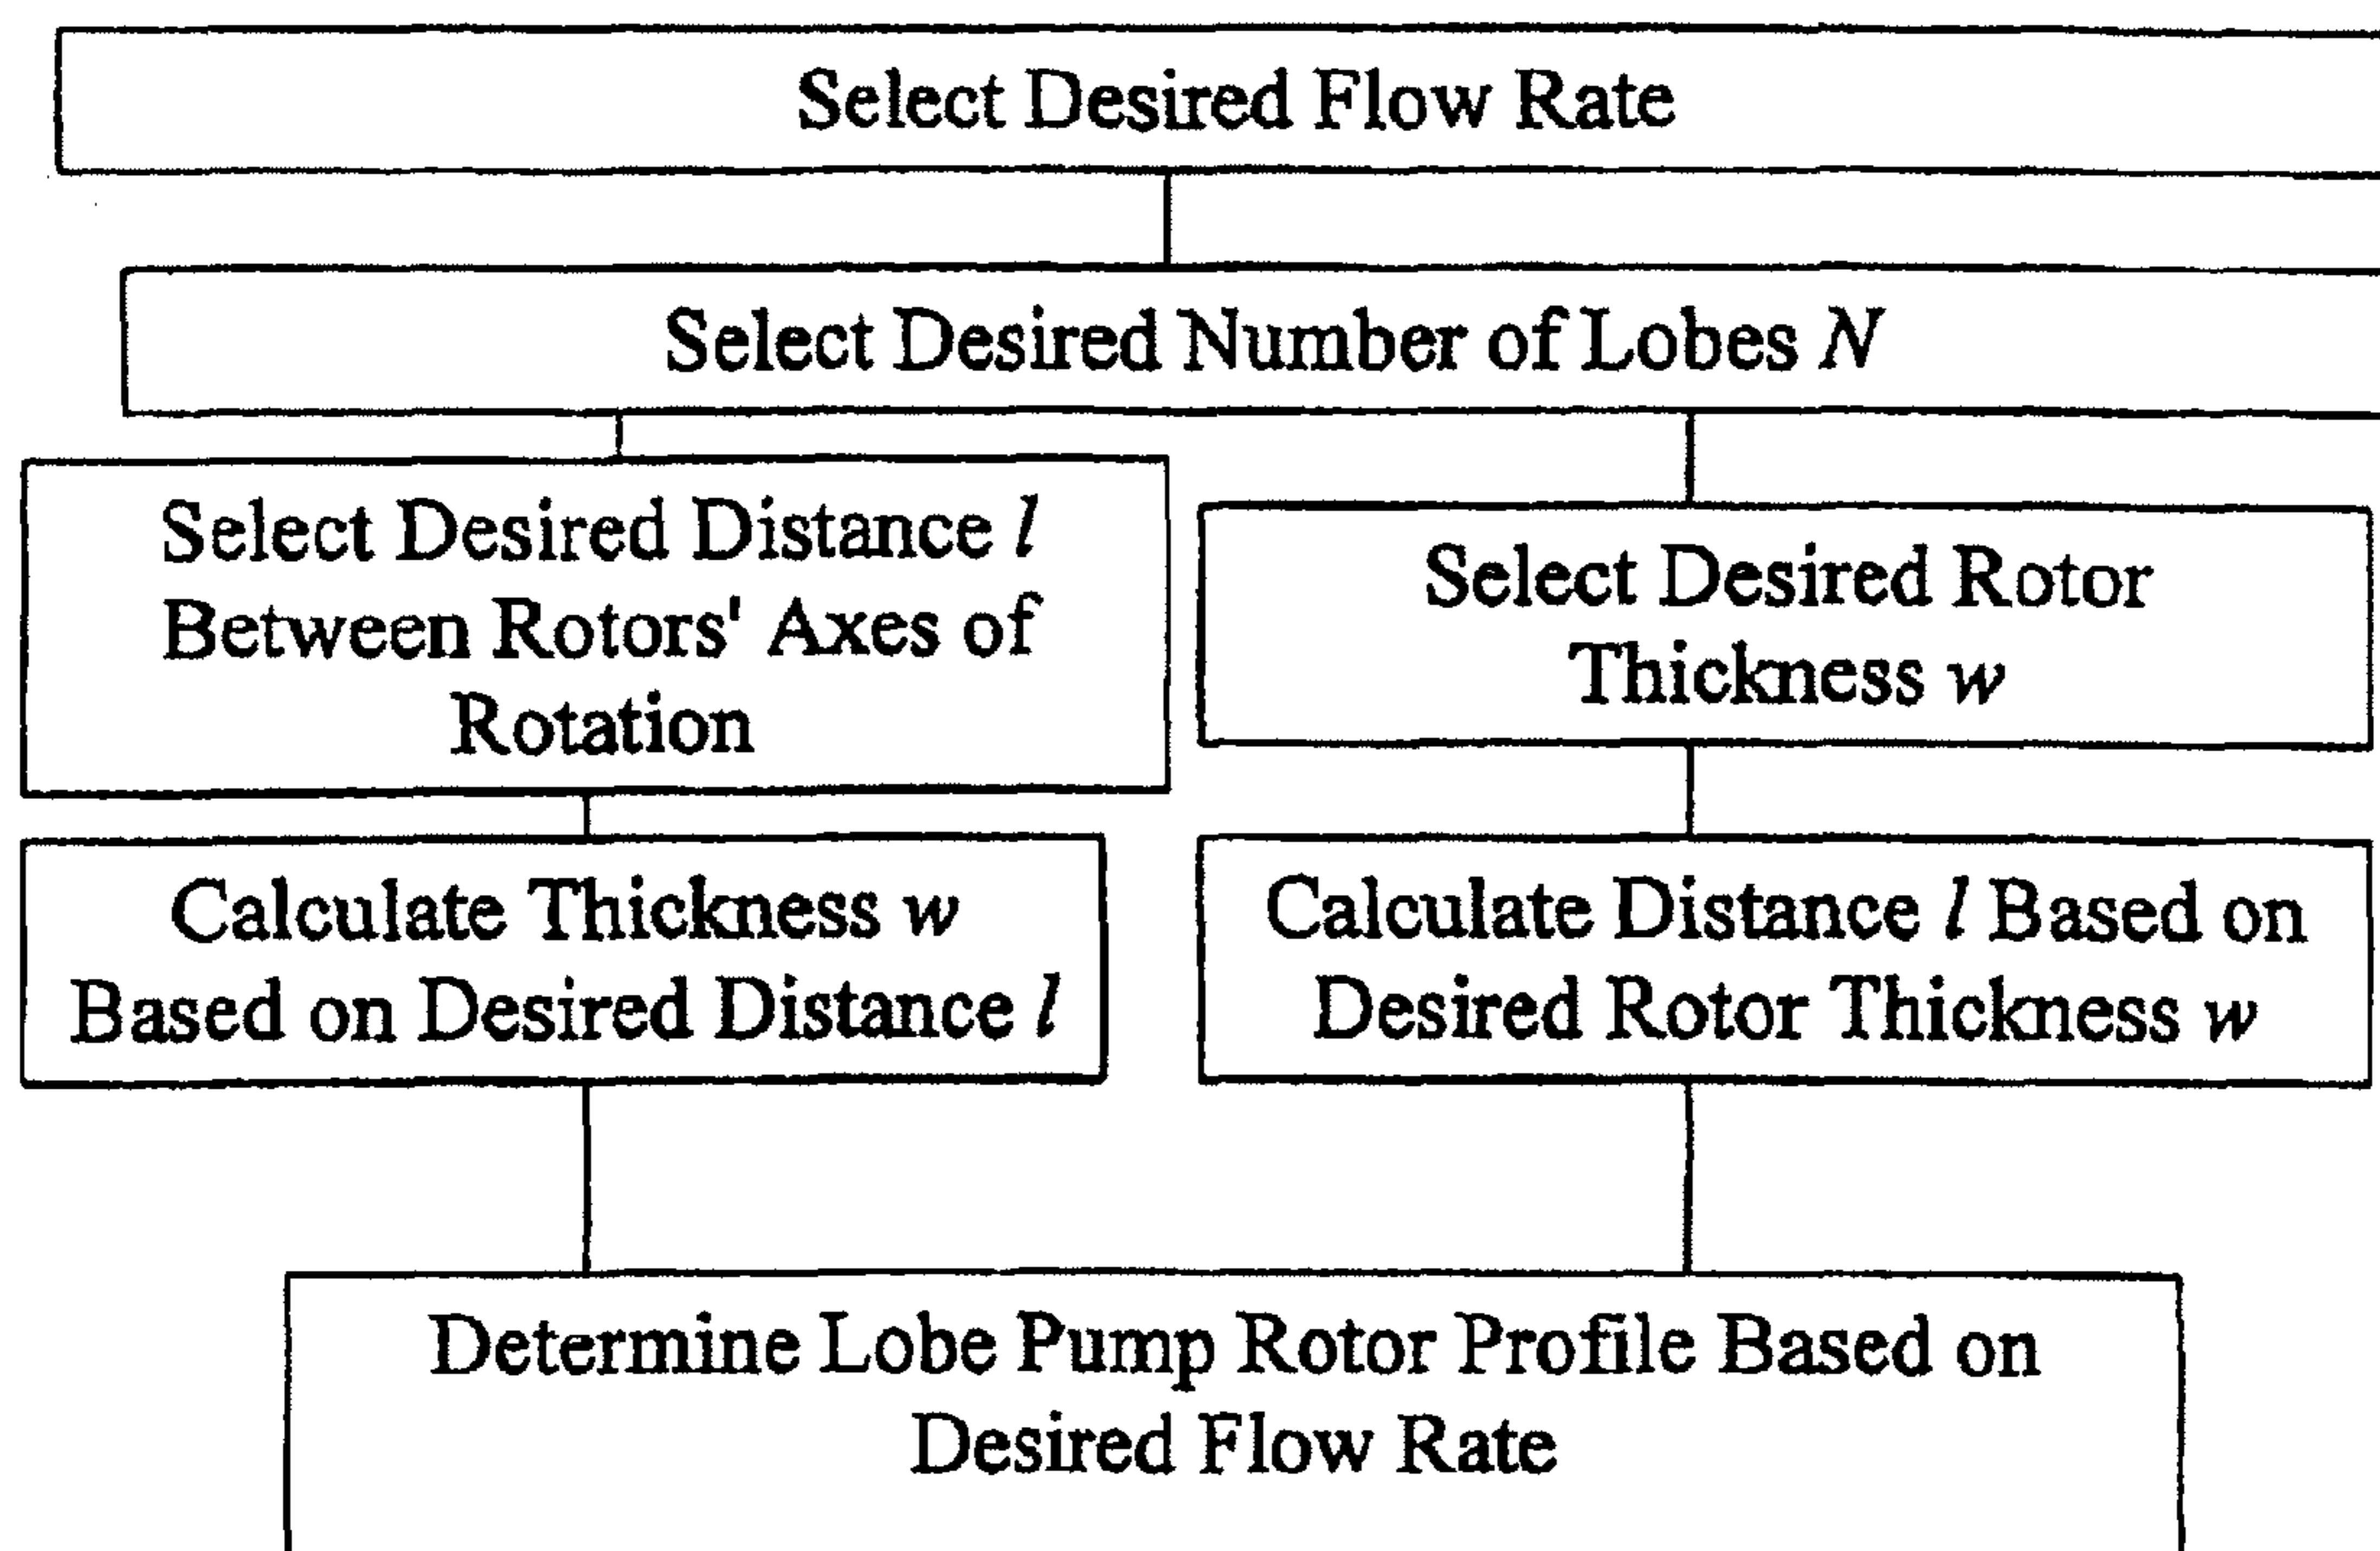 Select Desired Flow Rate
Select Desired Number of Lobes N
Select Desired Distance l
Between Rotors' Axes of
Rotation
Select Desired Rotor
Thickness w
Calculate Thickness w
Based on Desired Distance l
Calculate Distance l Based on
Desired Rotor Thickness w
Determine Lobe Pump Rotor Profile Based on
Desired Flow Rate